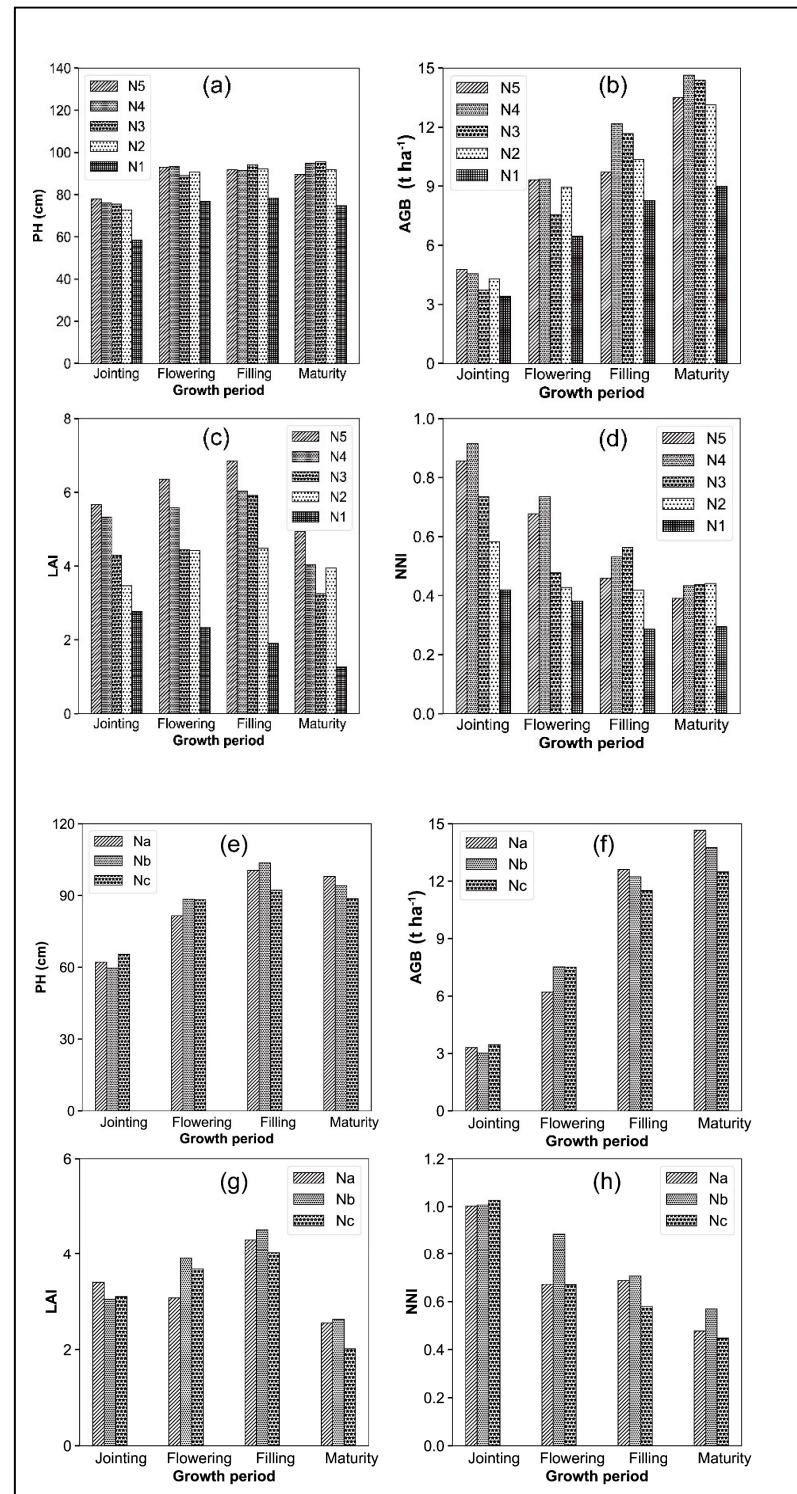 (a)
N5
N4
N3
N2
N1
PH (cm)
140
120
100
80
60
40
20
0
Jointing Flowering Filling Maturity
Growth period
(b)
N5
N4
N3
N2
N1
AGB (t ha⁻¹)
15
12
9
6
3
0
Jointing Flowering Filling Maturity
Growth period
(c)
N5
N4
N3
N2
N1
LAI
8
6
4
2
0
Jointing Flowering Filling Maturity
Growth period
(d)
N5
N4
N3
N2
N1
NNI
1.0
0.8
0.6
0.4
0.2
0.0
Jointing Flowering Filling Maturity
Growth period
(e)
Na
Nb
Nc
PH (cm)
120
90
60
30
0
Jointing Flowering Filling Maturity
Growth period
(f)
Na
Nb
Nc
AGB (t ha⁻¹)
15
12
9
6
3
0
Jointing Flowering Filling Maturity
Growth period
(g)
Na
Nb
Nc
LAI
6
4
2
0
Jointing Flowering Filling Maturity
Growth period
(h)
Na
Nb
Nc
NNI
1.2
1.0
0.8
0.6
0.4
0.2
0.0
Jointing Flowering Filling Maturity
Growth period